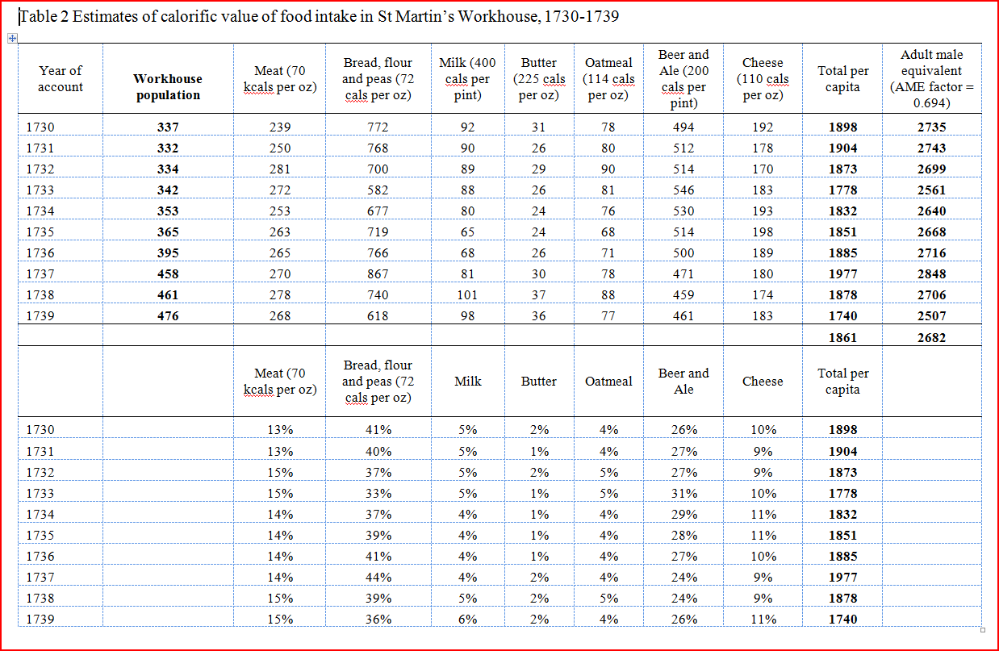 Table 2 Estimates of calorific value of food intake in St Martin’s Workhouse, 1730-1739
Year of account | Workhouse population | Meat (70 kcals per oz) | Bread, flour and peas (72 cals per oz) | Milk (400 cals per pint) | Butter (225 cals per oz) | Oatmeal (114 cals per oz) | Beer and Ale (200 cals per pint) | Cheese (110 cals per oz) | Total per capita | Adult male equivalent (AME factor = 0.694)
1730 337 239 772 92 31 78 494 192 1898 2735
1731 332 250 768 90 26 80 512 178 1904 2743
1732 334 281 700 89 29 90 514 170 1873 2699
1733 342 272 582 88 26 81 546 183 1778 2561
1734 353 253 677 80 24 76 530 193 1832 2640
1735 365 263 719 65 24 68 514 198 1851 2668
1736 395 265 766 68 26 71 500 189 1885 2716
1737 458 270 867 81 30 78 471 180 1977 2848
1738 461 278 740 101 37 88 459 174 1878 2706
1739 476 268 618 98 36 77 461 183 1740 2507
1861 2682
Meat (70 kcals per oz) | Bread, flour and peas (72 cals per oz) | Milk | Butter | Oatmeal | Beer and Ale | Cheese | Total per capita
1730 13% 41% 5% 2% 4% 26% 10% 1898
1731 13% 40% 5% 1% 4% 27% 9% 1904
1732 15% 37% 5% 2% 5% 27% 9% 1873
1733 15% 33% 5% 1% 5% 31% 10% 1778
1734 14% 37% 4% 1% 4% 29% 11% 1832
1735 14% 39% 4% 1% 4% 28% 11% 1851
1736 14% 41% 4% 1% 4% 27% 10% 1885
1737 14% 44% 4% 2% 4% 24% 9% 1977
1738 15% 39% 5% 2% 5% 24% 9% 1878
1739 15% 36% 6% 2% 4% 26% 11% 1740